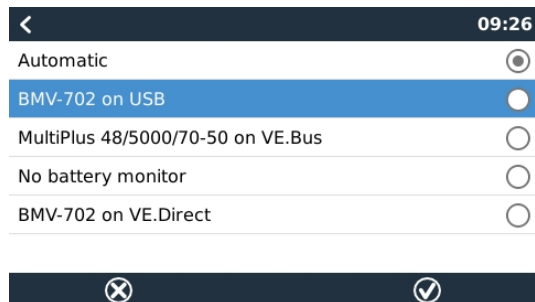 09:26
Automatic
BMV-702 on USB
MultiPlus 48/5000/70-50 on VE.Bus
No battery monitor
BMV-702 on VE.Direct